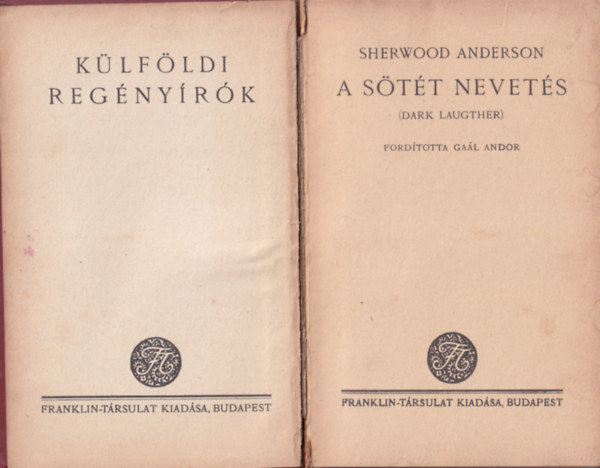 KÜLFÖLDI
REGÉNYÍRÓK
FRANKLIN-TÁRSULAT KIADÁSA, BUDAPEST
SHERWOOD ANDERSON
A SÖTÉT NEVETÉS
(DARK LAUGTHER)
FORDÍTOTTA GAÁL ANDOR
FRANKLIN-TÁRSULAT KIADÁSA, BUDAPEST